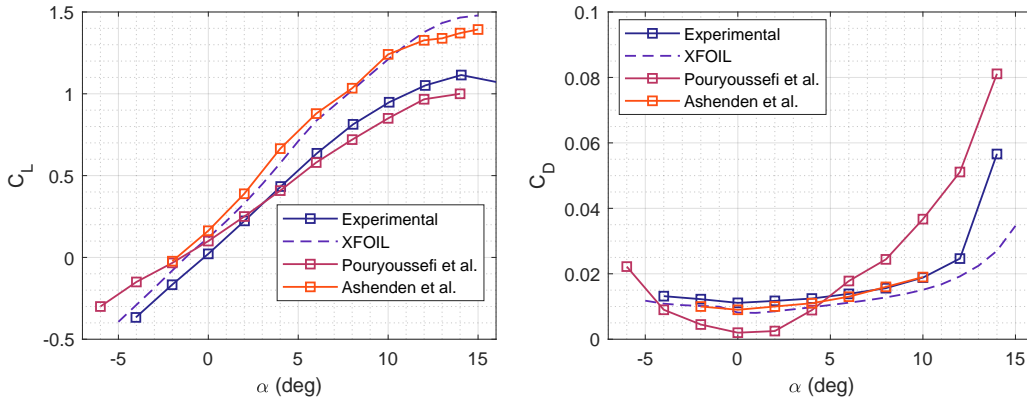 1.5
1
0.5
0
-0.5
C_L
-5
0
5
10
15
α (deg)
Experimental
XFOIL
Pouryoussefi et al.
Ashenden et al.
0.1
0.08
0.06
0.04
0.02
0
C_D
-5
0
5
10
15
α (deg)
Experimental
XFOIL
Pouryoussefi et al.
Ashenden et al.